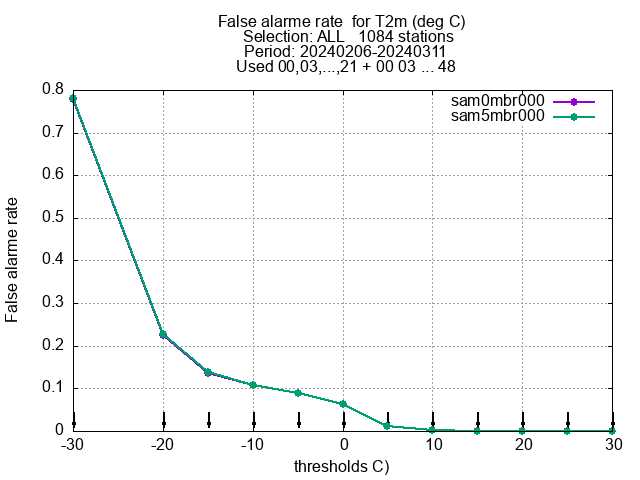 False alarme rate  for T2m (deg C)
Selection: ALL   1084 stations
Period: 20240206-20240311
Used 00,03,...,21 + 00 03 ... 48
sam0mbr000
sam5mbr000
False alarme rate
0.8
0.7
0.6
0.5
0.4
0.3
0.2
0.1
0
-30 -20 -10 0 10 20 30
thresholds C)